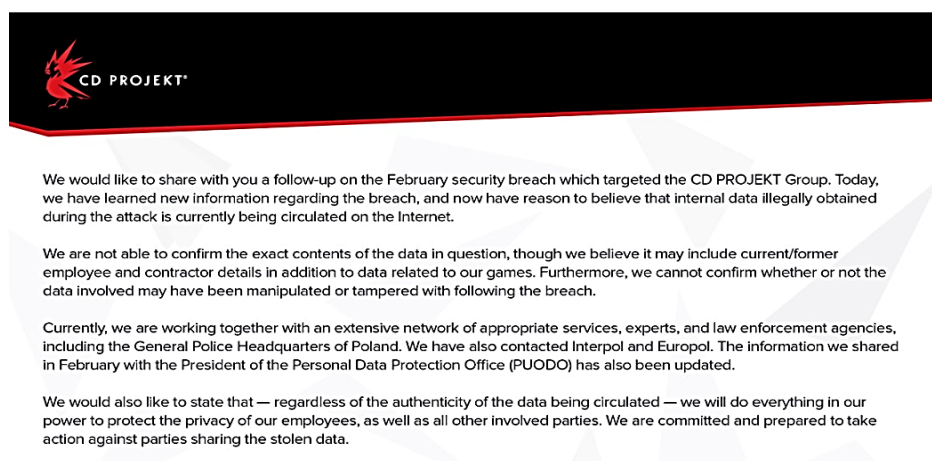 CD PROJEKT®
We would like to share with you a follow-up on the February security breach which targeted the CD PROJEKT Group. Today,
we have learned new information regarding the breach, and now have reason to believe that internal data illegally obtained
during the attack is currently being circulated on the Internet.
We are not able to confirm the exact contents of the data in question, though we believe it may include current/former
employee and contractor details in addition to data related to our games. Furthermore, we cannot confirm whether or not the
data involved may have been manipulated or tampered with following the breach.
Currently, we are working together with an extensive network of appropriate services, experts, and law enforcement agencies,
including the General Police Headquarters of Poland. We have also contacted Interpol and Europol. The information we shared
in February with the President of the Personal Data Protection Office (PUODO) has also been updated.
We would also like to state that — regardless of the authenticity of the data being circulated — we will do everything in our
power to protect the privacy of our employees, as well as all other involved parties. We are committed and prepared to take
action against parties sharing the stolen data.